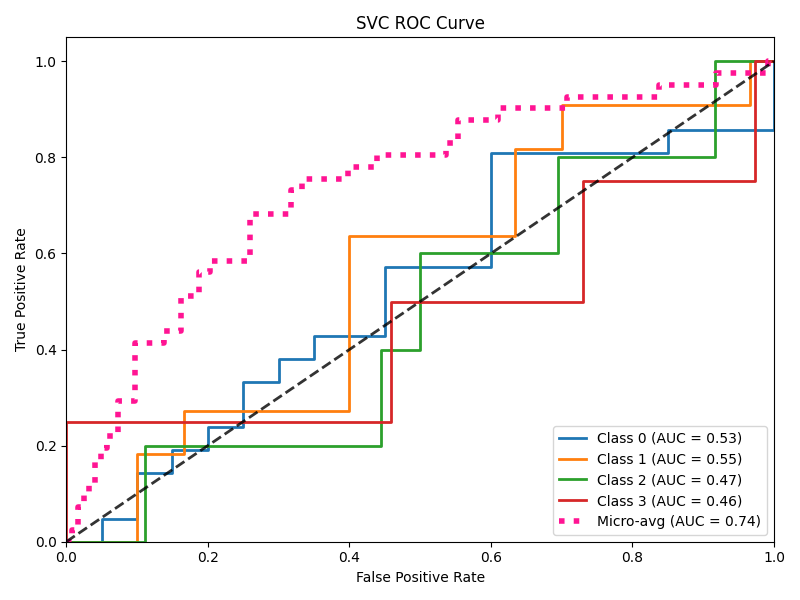 SVC ROC Curve
True Positive Rate
1.0
0.8
0.6
0.4
0.2
0.0
0.0 0.2 0.4 0.6 0.8 1.0
False Positive Rate
Class 0 (AUC = 0.53)
Class 1 (AUC = 0.55)
Class 2 (AUC = 0.47)
Class 3 (AUC = 0.46)
Micro-avg (AUC = 0.74)